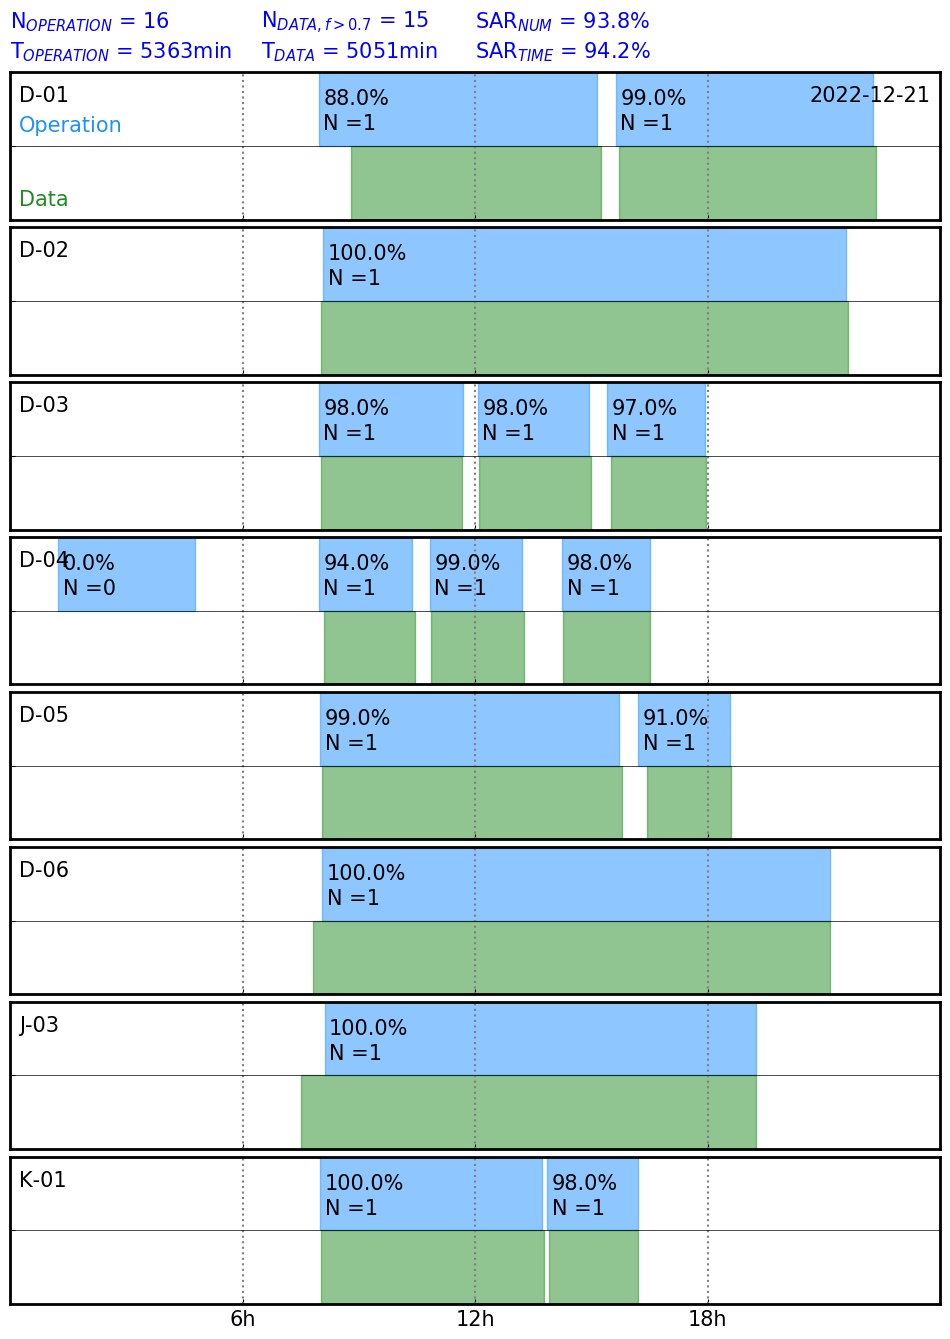 N_OPERATION = 16 N_DATA, f>0.7 = 15 SAR_NUM = 93.8%
T_OPERATION = 5363min T_DATA = 5051min SAR_TIME = 94.2%
D-01 88.0% 99.0% 2022-12-21
Operation N =1 N =1
Data
D-02 100.0%
N =1
D-03 98.0% 98.0% 97.0%
N =1 N =1 N =1
D-04 0.0% 94.0% 99.0% 98.0%
N =0 N =1 N =1 N =1
D-05 99.0% 91.0%
N =1 N =1
D-06 100.0%
N =1
J-03 100.0%
N =1
K-01 100.0% 98.0%
N =1 N =1
6h 12h 18h